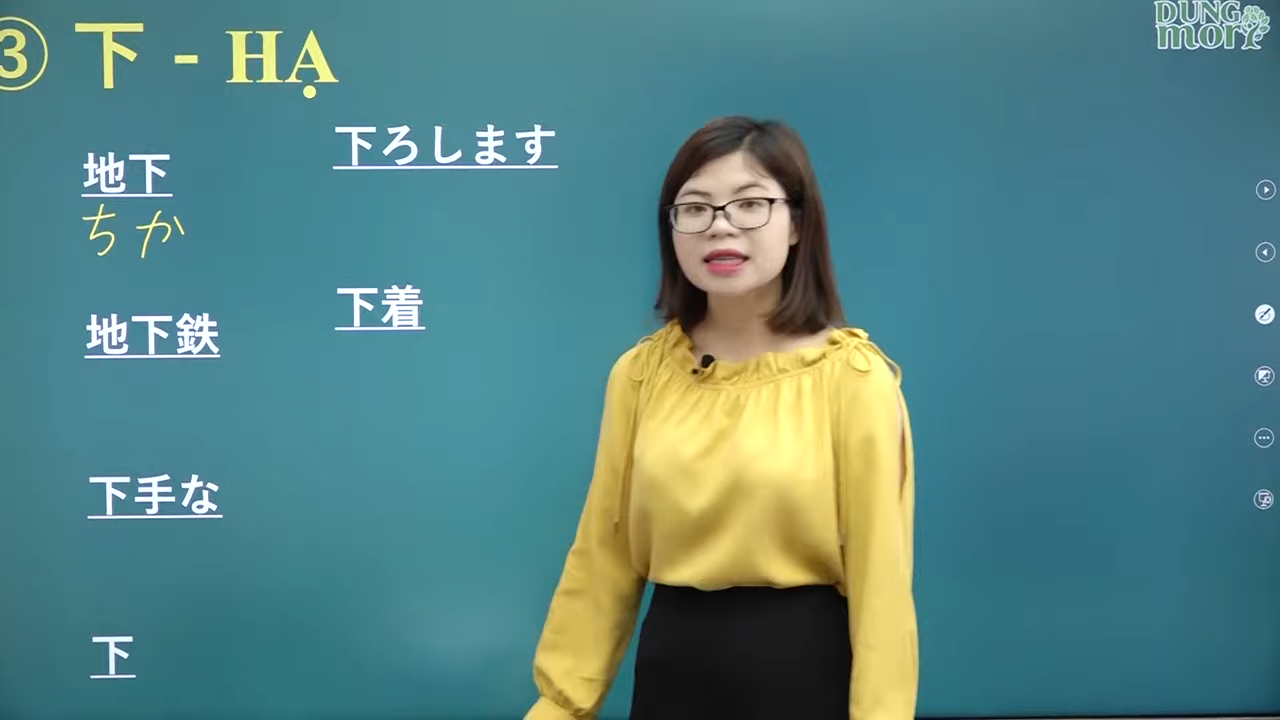 ③ 下 - HẠ
DUNG
mori
地下
ちか
地下鉄
下手な
下
下ろします
下着